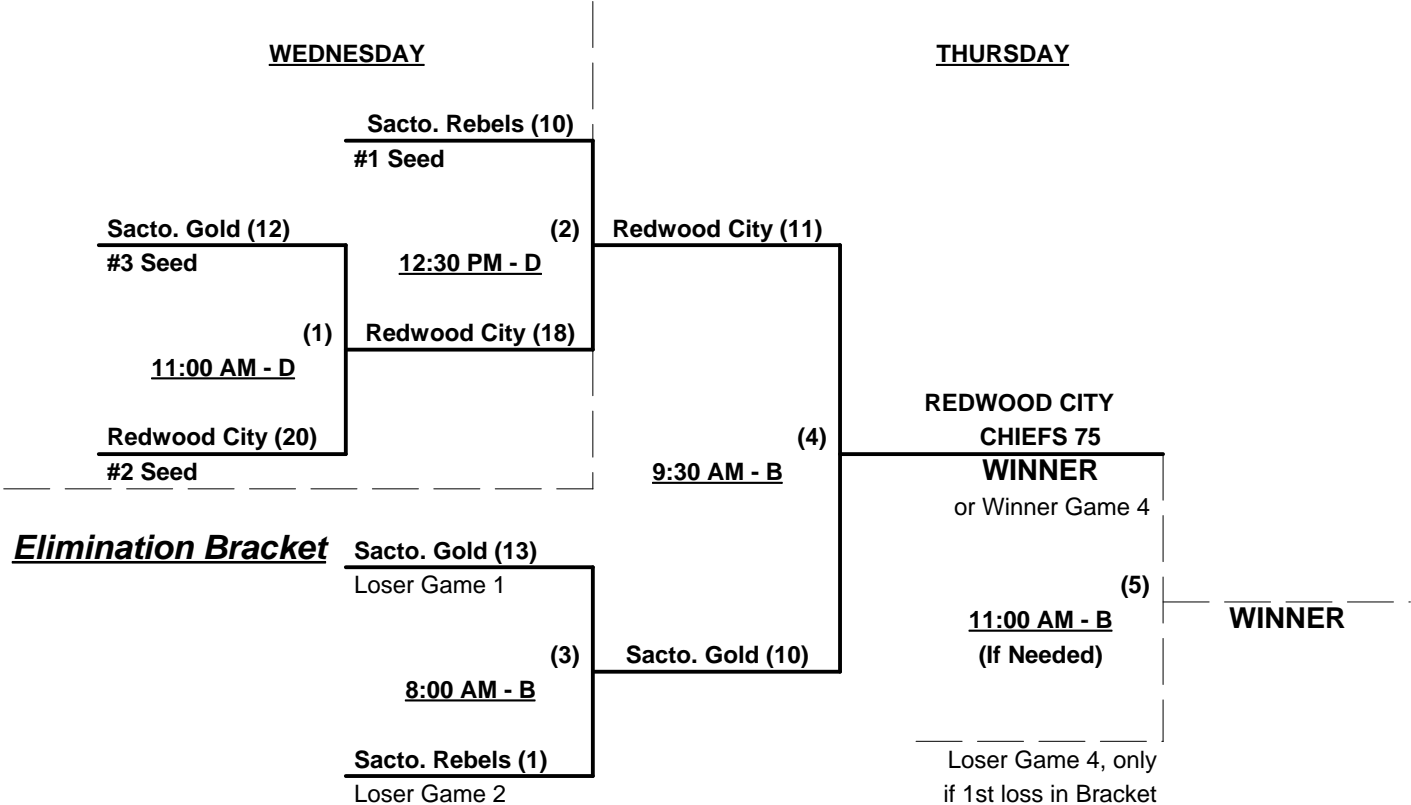 WEDNESDAY
THURSDAY
Sacto. Rebels (10)
#1 Seed
Sacto. Gold (12)
#3 Seed
(2)
12:30 PM - D
Redwood City (11)
(1)
11:00 AM - D
Redwood City (18)
Redwood City (20)
#2 Seed
(4)
9:30 AM - B
REDWOOD CITY
CHIEFS 75
WINNER
or Winner Game 4
Elimination Bracket
Sacto. Gold (13)
Loser Game 1
(3)
8:00 AM - B
Sacto. Gold (10)
(5)
11:00 AM - B
(If Needed)
WINNER
Sacto. Rebels (1)
Loser Game 2
Loser Game 4, only
if 1st loss in Bracket